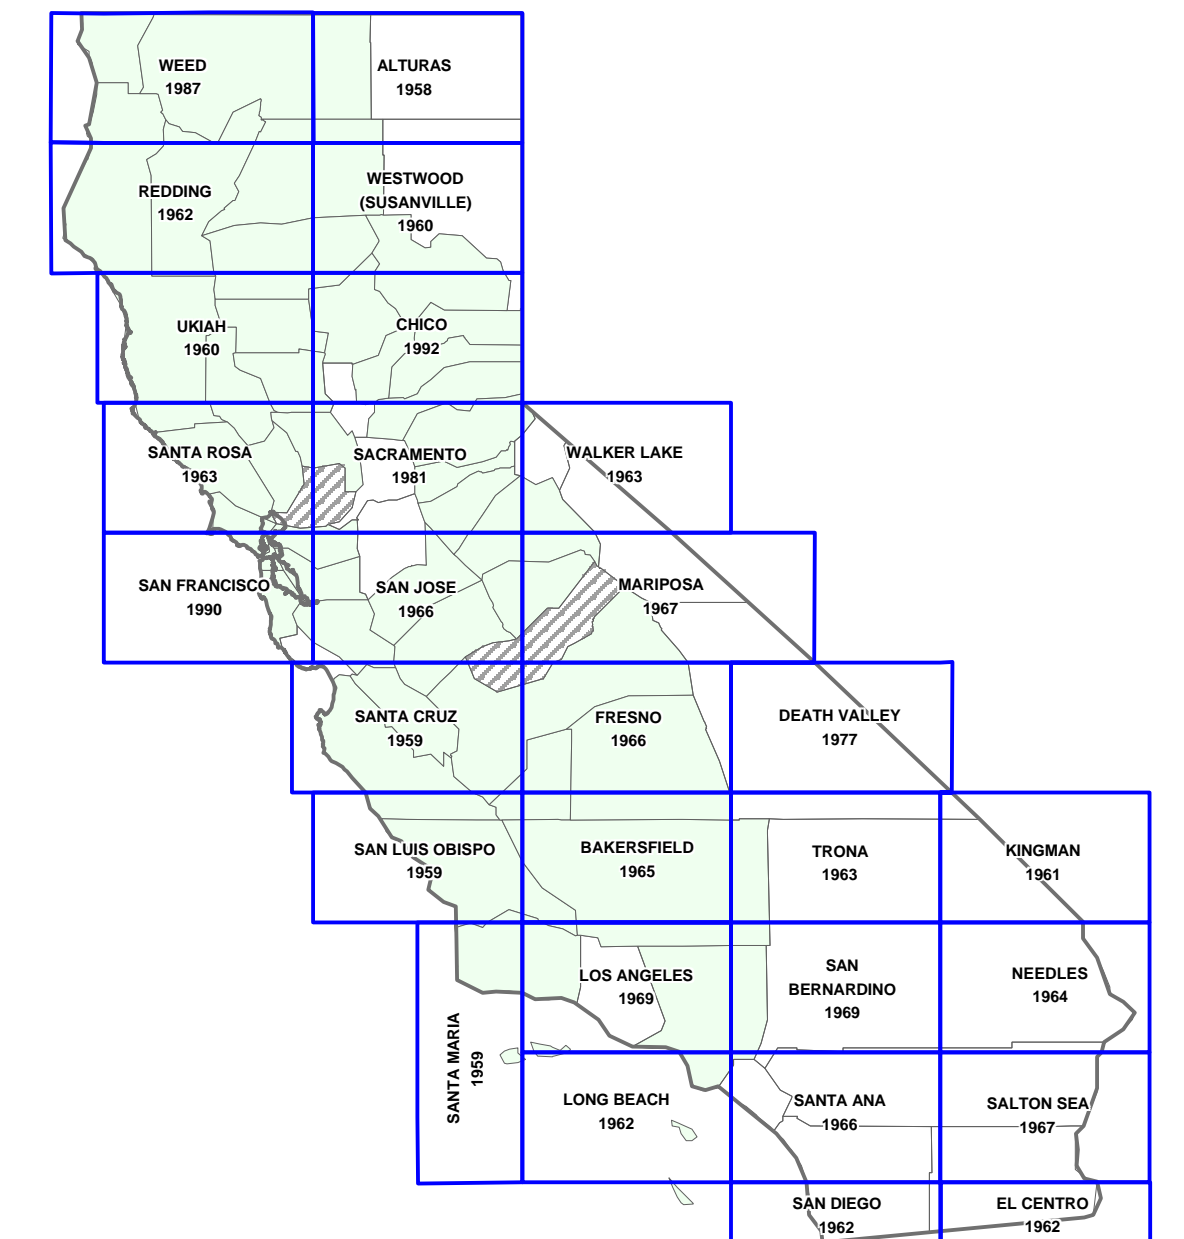 WEED
1987
ALTURAS
1958
REDDING
1962
WESTWOOD
(SUSANVILLE)
1960
UKIAH
1960
CHICO
1992
SANTA ROSA
1963
SACRAMENTO
1981
WALKER LAKE
1963
SAN FRANCISCO
1990
SAN JOSE
1966
MARIPOSA
1967
SANTA CRUZ
1959
FRESNO
1966
DEATH VALLEY
1977
SAN LUIS OBISPO
1959
BAKERSFIELD
1965
TRONA
1963
KINGMAN
1961
SANTA MARIA
1959
LOS ANGELES
1969
SAN
BERNARDINO
1969
NEEDLES
1964
LONG BEACH
1962
SANTA ANA
1966
SALTON SEA
1967
SAN DIEGO
1962
EL CENTRO
1962